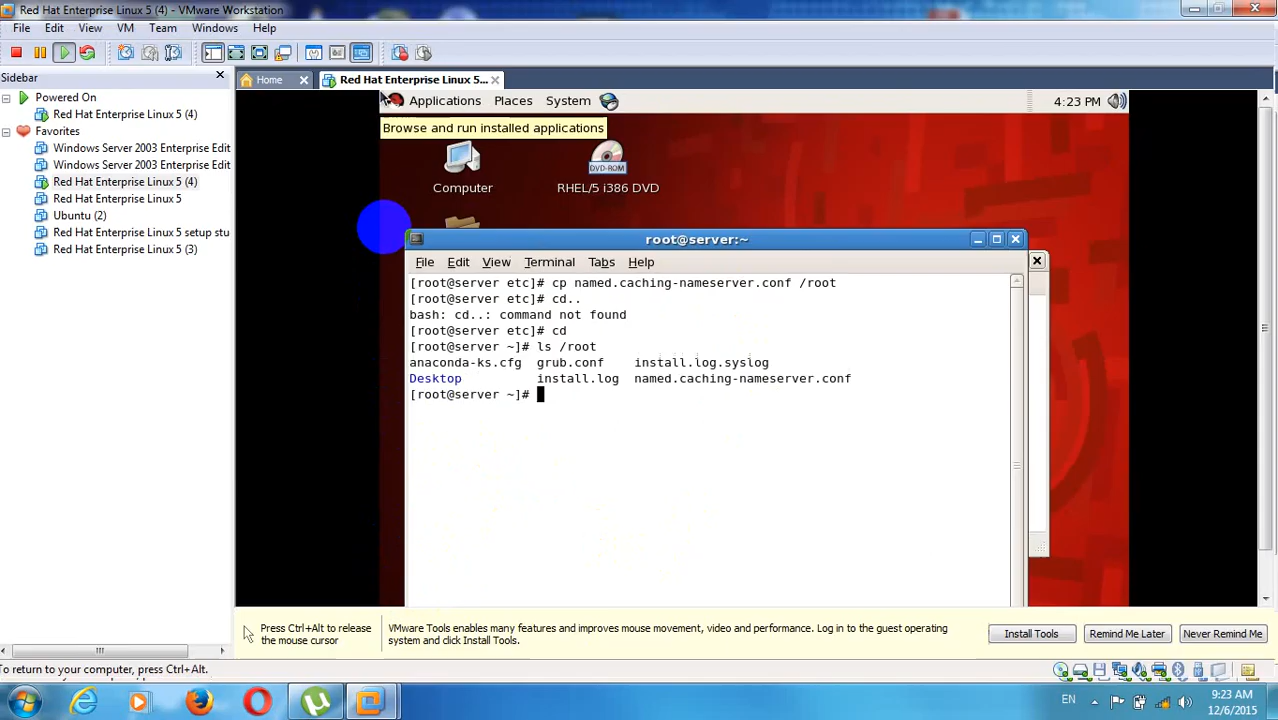 Red Hat Enterprise Linux 5 (4) - VMware Workstation
File Edit View VM Team Windows Help
Sidebar
Powered On
Red Hat Enterprise Linux 5 (4)
Favorites
Windows Server 2003 Enterprise Edit
Windows Server 2003 Enterprise Edit
Red Hat Enterprise Linux 5 (4)
Red Hat Enterprise Linux 5
Ubuntu (2)
Red Hat Enterprise Linux 5 setup stu
Red Hat Enterprise Linux 5 (3)
Home
Red Hat Enterprise Linux 5...
Applications Places System
4:23 PM
Browse and run installed applications
Computer
DVD-ROM
RHEL/5 i386 DVD
root@server:~
File Edit View Terminal Tabs Help
[root@server etc]# cp named.caching-nameserver.conf /root
[root@server etc]# cd..
bash: cd..: command not found
[root@server etc]# cd
[root@server ~]# ls /root
anaconda-ks.cfg grub.conf install.log.syslog
Desktop install.log named.caching-nameserver.conf
[root@server ~]#
Press Ctrl+Alt to release
the mouse cursor
VMware Tools enables many features and improves mouse movement, video and performance. Log in to the guest operating
system and click Install Tools.
Install Tools
Remind Me Later
Never Remind Me
To return to your computer, press Ctrl+Alt.
EN
9:23 AM
12/6/2015